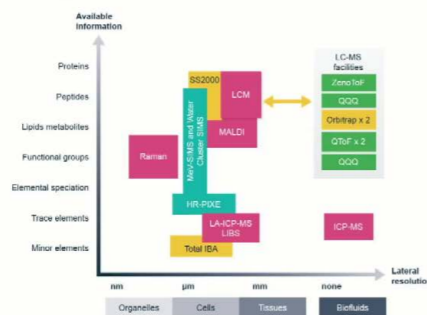 Available
information
Proteins
Peptides
Lipids metabolites
Functional groups
Elemental speciation
Trace elements
Minor elements
SS2000
LCM
MALDI
MeV-SIMS and Water
Cluster SIMS
Raman
HR-PIXE
LA-ICP-MS
LIBS
Total IBA
LC-MS
facilities
ZenoToF
QQQ
Orbitrap x 2
QToF x 2
QQQ
ICP-MS
Lateral
resolution
nm
µm
mm
none
Organelles
Cells
Tissues
Biofluids